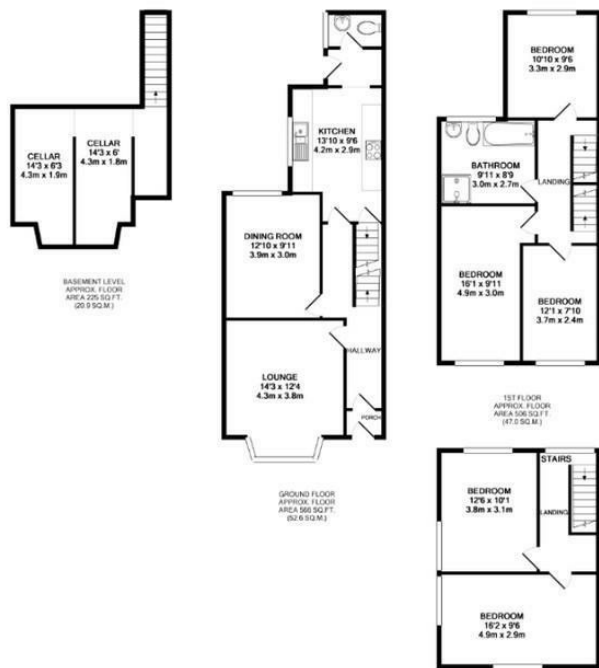 CELLAR
14'3 x 6'3
4.3m x 1.9m
CELLAR
14'3 x 6'
4.3m x 1.8m
BASEMENT LEVEL
APPROX. FLOOR
AREA 225 SQ.FT.
(20.9 SQ.M.)
KITCHEN
13'10 x 9'6
4.2m x 2.9m
DINING ROOM
12'10 x 9'11
3.9m x 3.0m
HALLWAY
LOUNGE
14'3 x 12'4
4.3m x 3.8m
PORCH
GROUND FLOOR
APPROX. FLOOR
AREA 566 SQ.FT.
(52.6 SQ.M.)
BEDROOM
10'10 x 9'6
3.3m x 2.9m
BATHROOM
9'11 x 8'9
3.0m x 2.7m
LANDING
BEDROOM
16'1 x 9'11
4.9m x 3.0m
BEDROOM
12'1 x 7'10
3.7m x 2.4m
1ST FLOOR
APPROX. FLOOR
AREA 506 SQ.FT.
(47.0 SQ.M.)
STAIRS
BEDROOM
12'6 x 10'1
3.8m x 3.1m
LANDING
BEDROOM
16'2 x 9'6
4.9m x 2.9m